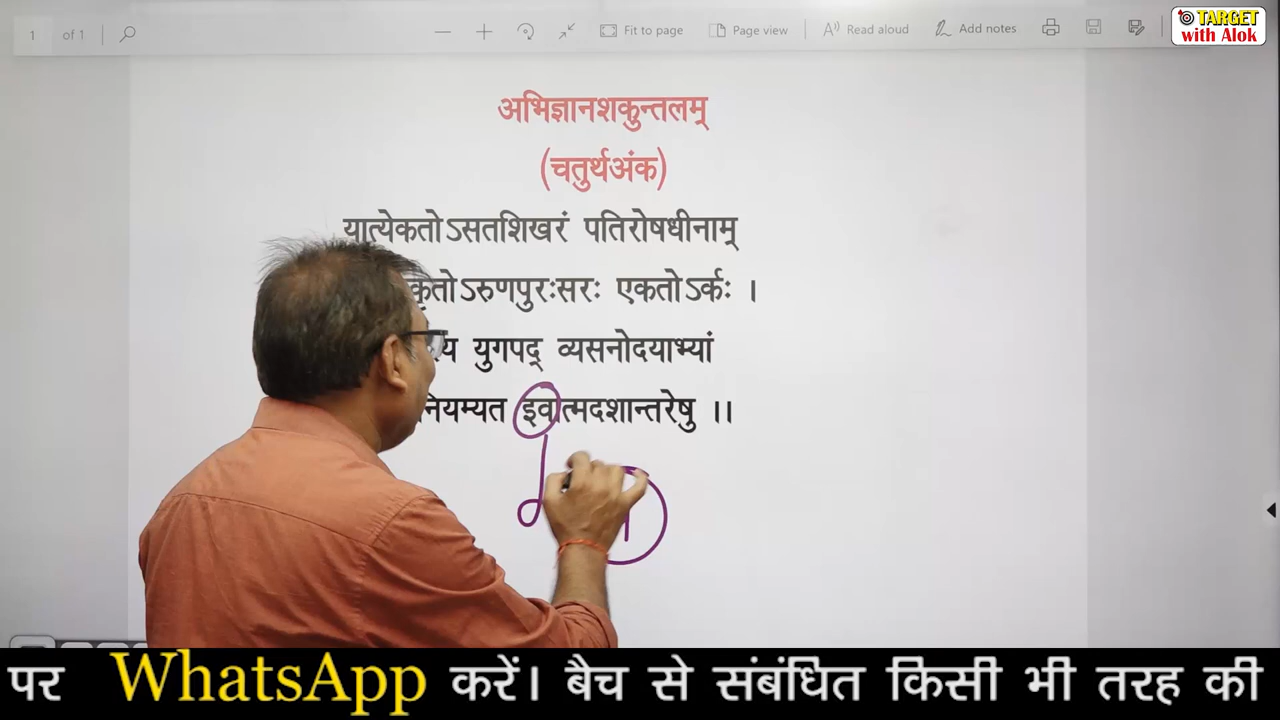 1 of 1 Fit to page Page view Read aloud Add notes
TARGET
with Alok
अभिज्ञानशकुन्तलम्
(चतुर्थअंक)
यात्येकतोऽसतशिखरं पतिरोषधीनाम्
कृतोऽरुणपुरःसरः एकतोऽर्कः ।
युगपद् व्यसनोदयाभ्यां
नियम्यत इवात्मदशान्तरेषु ।।
पर WhatsApp करें। बैच से संबंधित किसी भी तरह की